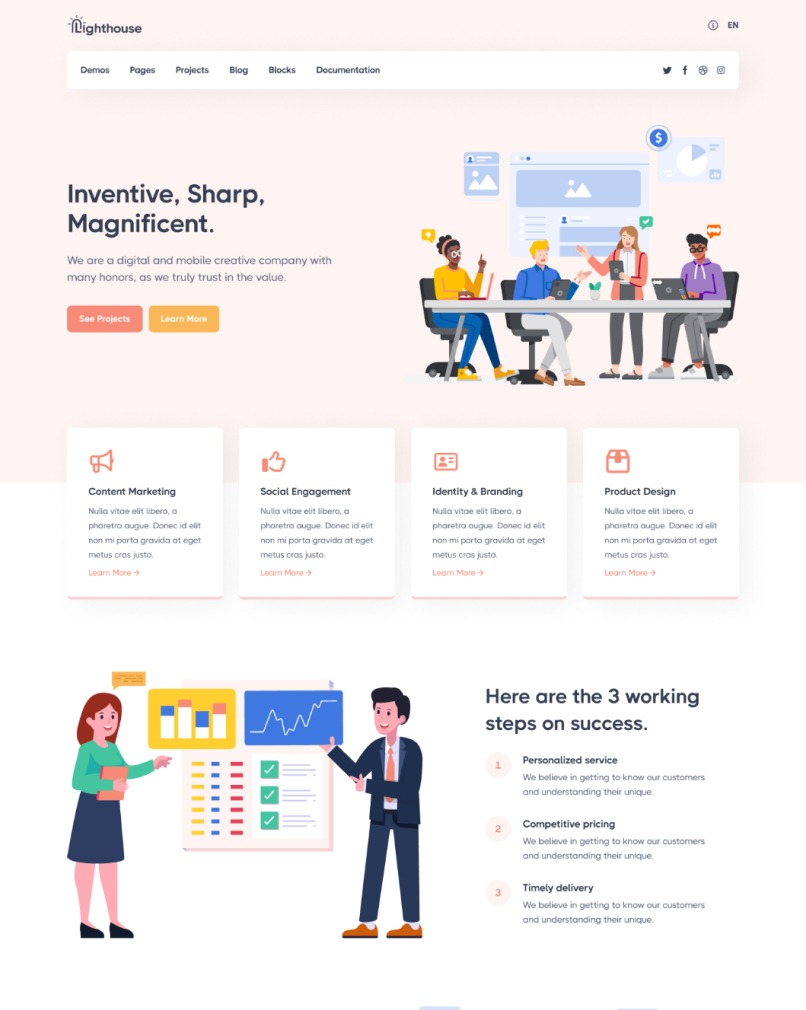 Lighthouse
EN
Demos Pages Projects Blog Blocks Documentation
Inventive, Sharp,
Magnificent.
We are a digital and mobile creative company with
many honors, as we truly trust in the value.
See Projects
Learn More
$
Content Marketing
Nulla vitae elit libero, a
pharetra augue. Donec id elit
non mi porta gravida at eget
metus cras justo.
Learn More →
Social Engagement
Nulla vitae elit libero, a
pharetra augue. Donec id elit
non mi porta gravida at eget
metus cras justo.
Learn More →
Identity & Branding
Nulla vitae elit libero, a
pharetra augue. Donec id elit
non mi porta gravida at eget
metus cras justo.
Learn More →
Product Design
Nulla vitae elit libero, a
pharetra augue. Donec id elit
non mi porta gravida at eget
metus cras justo.
Learn More →
Here are the 3 working
steps on success.
1
Personalized service
We believe in getting to know our customers
and understanding their unique.
2
Competitive pricing
We believe in getting to know our customers
and understanding their unique.
3
Timely delivery
We believe in getting to know our customers
and understanding their unique.